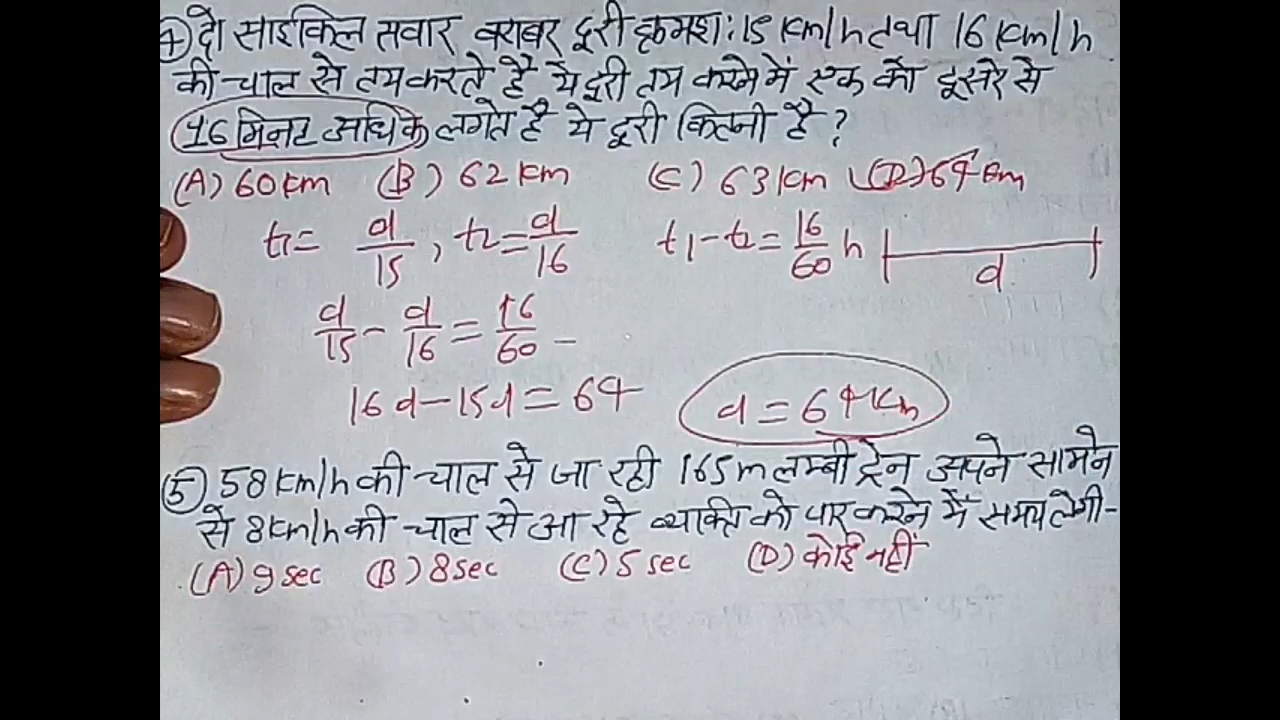 ④ दो साइकिल सवार बराबर दूरी क्रमश: 15 km/h तथा 16 km/h
की चाल से तय करते है ये दूरी तय करने में एक को दूसरे से
16 मिनट अधिक लगते है ये दूरी कितनी है?
(A) 60 km (B) 62 km (C) 63 km (D) 64 km
t1 = d/15, t2 = d/16 t1 - t2 = 16/60 h d
d/15 - d/16 = 16/60
16d - 15d = 64 d = 64 km
⑤ 58 km/h की चाल से जा रही 165 m लम्बी ट्रेन अपने सामने
से 8 km/h की चाल से आ रहे व्यक्ति को पार करने में समय लेगी-
(A) 9 sec (B) 8 sec (C) 5 sec (D) कोई नहीं